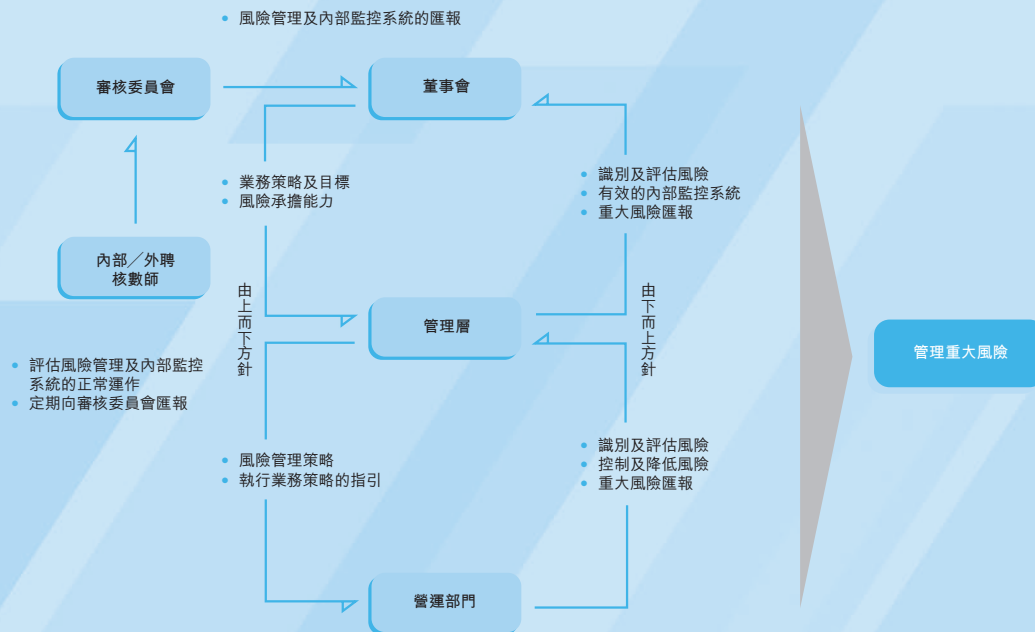 • 風險管理及內部監控系統的匯報
審核委員會
董事會
• 業務策略及目標
• 風險承擔能力
• 識別及評估風險
• 有效的內部監控系統
• 重大風險匯報
內部／外聘
核數師
由上而下方針
管理層
由下而上方針
管理重大風險
• 評估風險管理及內部監控
系統的正常運作
• 定期向審核委員會匯報
• 風險管理策略
• 執行業務策略的指引
• 識別及評估風險
• 控制及降低風險
• 重大風險匯報
營運部門